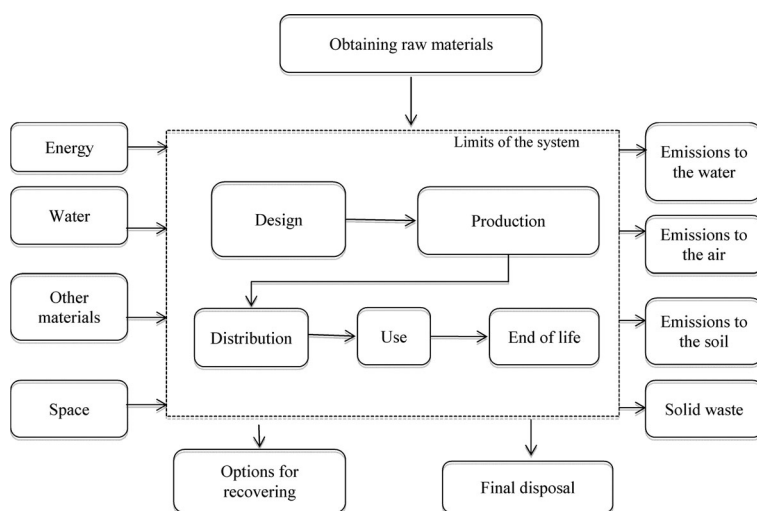 Obtaining raw materials
Limits of the system
Energy
Water
Other
materials
Space
Design
Production
Distribution
Use
End of life
Emissions to
the water
Emissions to
the air
Emissions to
the soil
Solid waste
Options for
recovering
Final disposal